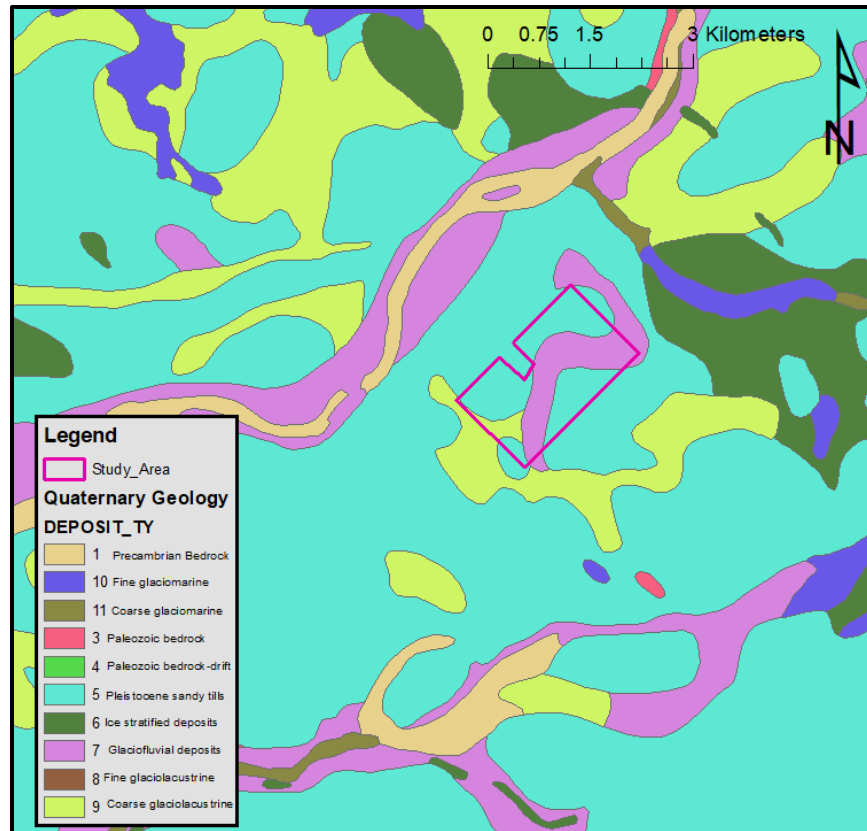 0 0.75 1.5 3 Kilometers
N
Legend
Study_Area
Quaternary Geology
DEPOSIT_TY
1 Precambrian Bedrock
10 Fine glaciomarine
11 Coarse glaciomarine
3 Paleozoic bedrock
4 Paleozoic bedrock-drift
5 Pleistocene sandy tills
6 Ice stratified deposits
7 Glaciofluvial deposits
8 Fine glaciolacustrine
9 Coarse glaciolacustrine